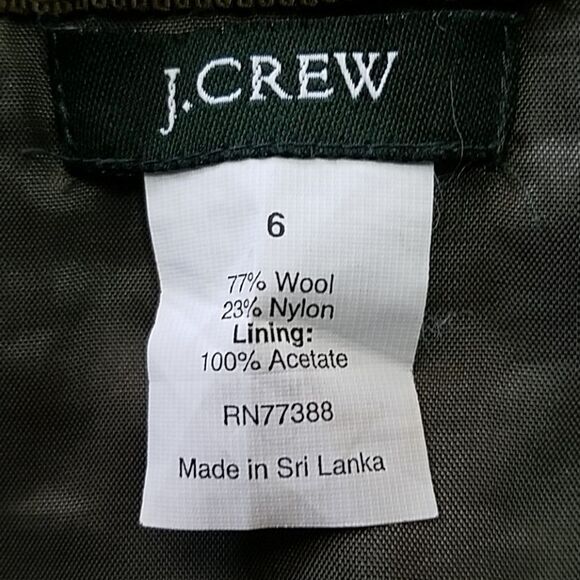 J.CREW
6
77% Wool
23% Nylon
Lining:
100% Acetate
RN77388
Made in Sri Lanka